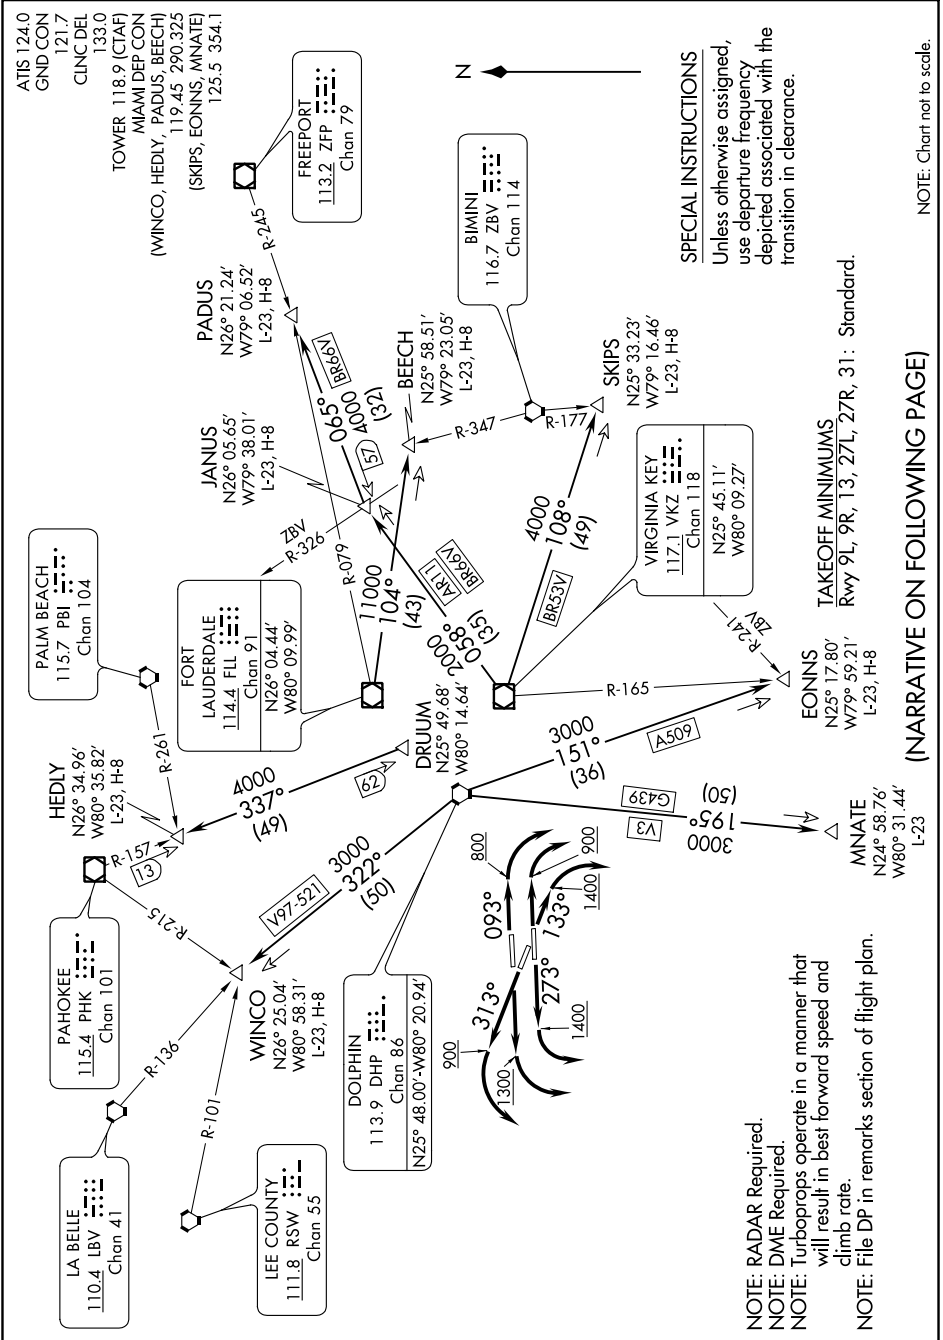 ATIS 124.0
GND CON
121.7
CLNC DEL
133.0
TOWER 118.9 (CTAF)
MIAMI DEP CON
(WINCO, HEDLY, PADUS, BEECH)
119.45 290.325
(SKIPS, EONNS, MNATE)
125.5 354.1
LA BELLE
110.4 LBV
Chan 41
R-136
LEE COUNTY
111.8 RSW
Chan 55
R-101
PAHOKEE
115.4 PHK
Chan 101
R-215
R-157
13
WINCO
N26° 25.04'
W80° 58.31'
L-23, H-8
V97-521
3000
322°
(50)
HEDLY
N26° 34.96'
W80° 35.82'
L-23, H-8
PALM BEACH
115.7 PBI
Chan 104
R-261
4000
337°
(49)
62
DRUUM
N25° 49.68'
W80° 14.64'
FORT
LAUDERDALE
114.4 FLL
Chan 91
N26° 04.44'
W80° 09.99'
R-079
11000
104°
(43)
JANUS
N26° 05.65'
W79° 38.01'
L-23, H-8
ZBV
R-326
57
065°
4000
(32)
BR66V
PADUS
N26° 21.24'
W79° 06.52'
L-23, H-8
R-245
FREEPORT
113.2 ZFP
Chan 79
BEECH
N25° 58.51'
W79° 23.05'
L-23, H-8
R-347
BIMINI
116.7 ZBV
Chan 114
R-177
SKIPS
N25° 33.23'
W79° 16.46'
L-23, H-8
2000
058°
(35)
AR11
BR66V
4000
108°
(49)
BR53V
VIRGINIA KEY
117.1 VKZ
Chan 118
N25° 45.11'
W80° 09.27'
R-241
ZBV
R-165
EONNS
N25° 17.80'
W79° 59.21'
L-23, H-8
3000
151°
(36)
A509
DOLPHIN
113.9 DHP
Chan 86
N25° 48.00'-W80° 20.94'
G439
V3
(50)
195°
3000
MNATE
N24° 58.76'
W80° 31.44'
L-23
900
313°
1300
273°
1400
093°
800
900
133°
1400
N
SPECIAL INSTRUCTIONS
Unless otherwise assigned,
use departure frequency
depicted associated with the
transition in clearance.
TAKEOFF MINIMUMS
Rwy 9L, 9R, 13, 27L, 27R, 31: Standard.
NOTE: RADAR Required.
NOTE: DME Required.
NOTE: Turboprops operate in a manner that
will result in best forward speed and
climb rate.
NOTE: File DP in remarks section of flight plan.
(NARRATIVE ON FOLLOWING PAGE)
NOTE: Chart not to scale.